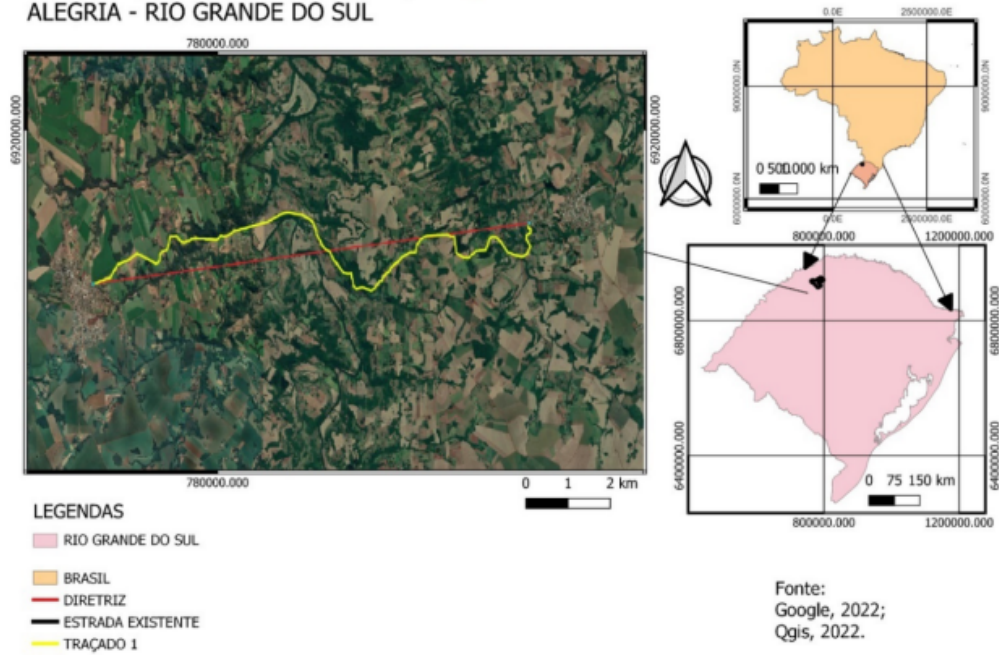 ALEGRIA - RIO GRANDE DO SUL
780000.000
6920000.000
6920000.000
780000.000
0 1 2 km
0.0E 2500000.0E
9000000.0N
9000000.0N
0 500 1.000 km
6000000.0N
6000000.0N
0.0E 2500000.0E
800000.000 1200000.000
6800000.000
6800000.000
6400000.000
6400000.000
0 75 150 km
800000.000 1200000.000
LEGENDAS
RIO GRANDE DO SUL
BRASIL
DIRETRIZ
ESTRADA EXISTENTE
TRAÇADO 1
Fonte:
Google, 2022;
Qgis, 2022.